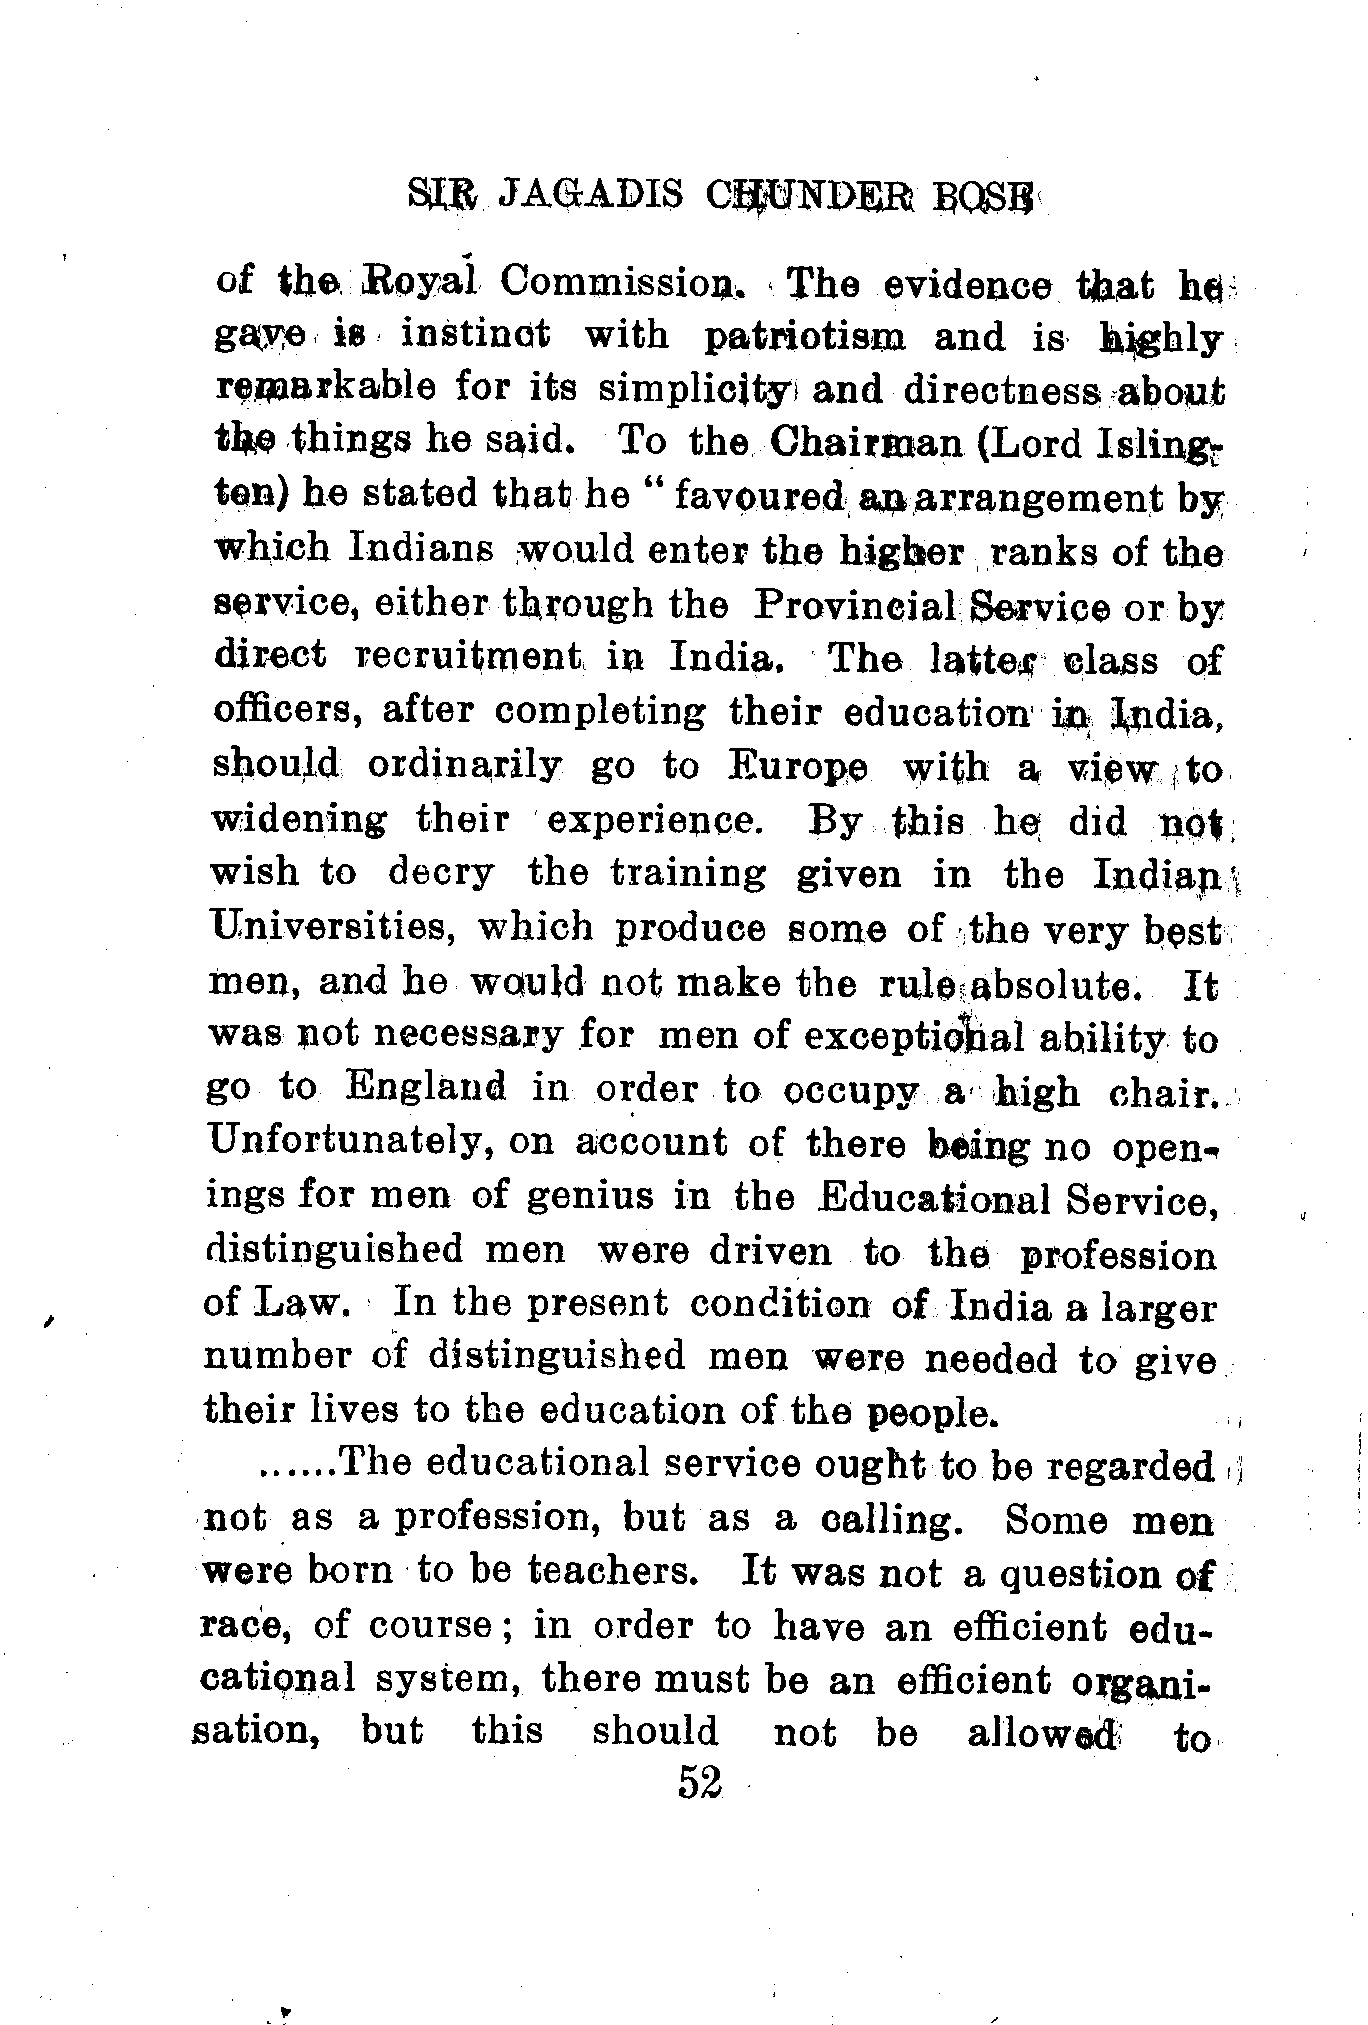 SIR JAGADIS CHUNDER BOSE
of the Royal Commission. The evidence that he
gave is instinct with patriotism and is highly
remarkable for its simplicity and directness about
the things he said. To the Chairman (Lord Isling-
ton) he stated that he “ favoured an arrangement by
which Indians would enter the higher ranks of the
service, either through the Provincial Service or by
direct recruitment in India. The latter class of
officers, after completing their education in India,
should ordinarily go to Europe with a view to
widening their experience. By this he did not
wish to decry the training given in the Indian
Universities, which produce some of the very best
men, and he would not make the rule absolute. It
was not necessary for men of exceptional ability to
go to England in order to occupy a high chair.
Unfortunately, on account of there being no open-
ings for men of genius in the Educational Service,
distinguished men were driven to the profession
of Law. In the present condition of India a larger
number of distinguished men were needed to give
their lives to the education of the people.
......The educational service ought to be regarded
not as a profession, but as a calling. Some men
were born to be teachers. It was not a question of
race, of course ; in order to have an efficient edu-
cational system, there must be an efficient organi-
sation, but this should not be allowed to
52